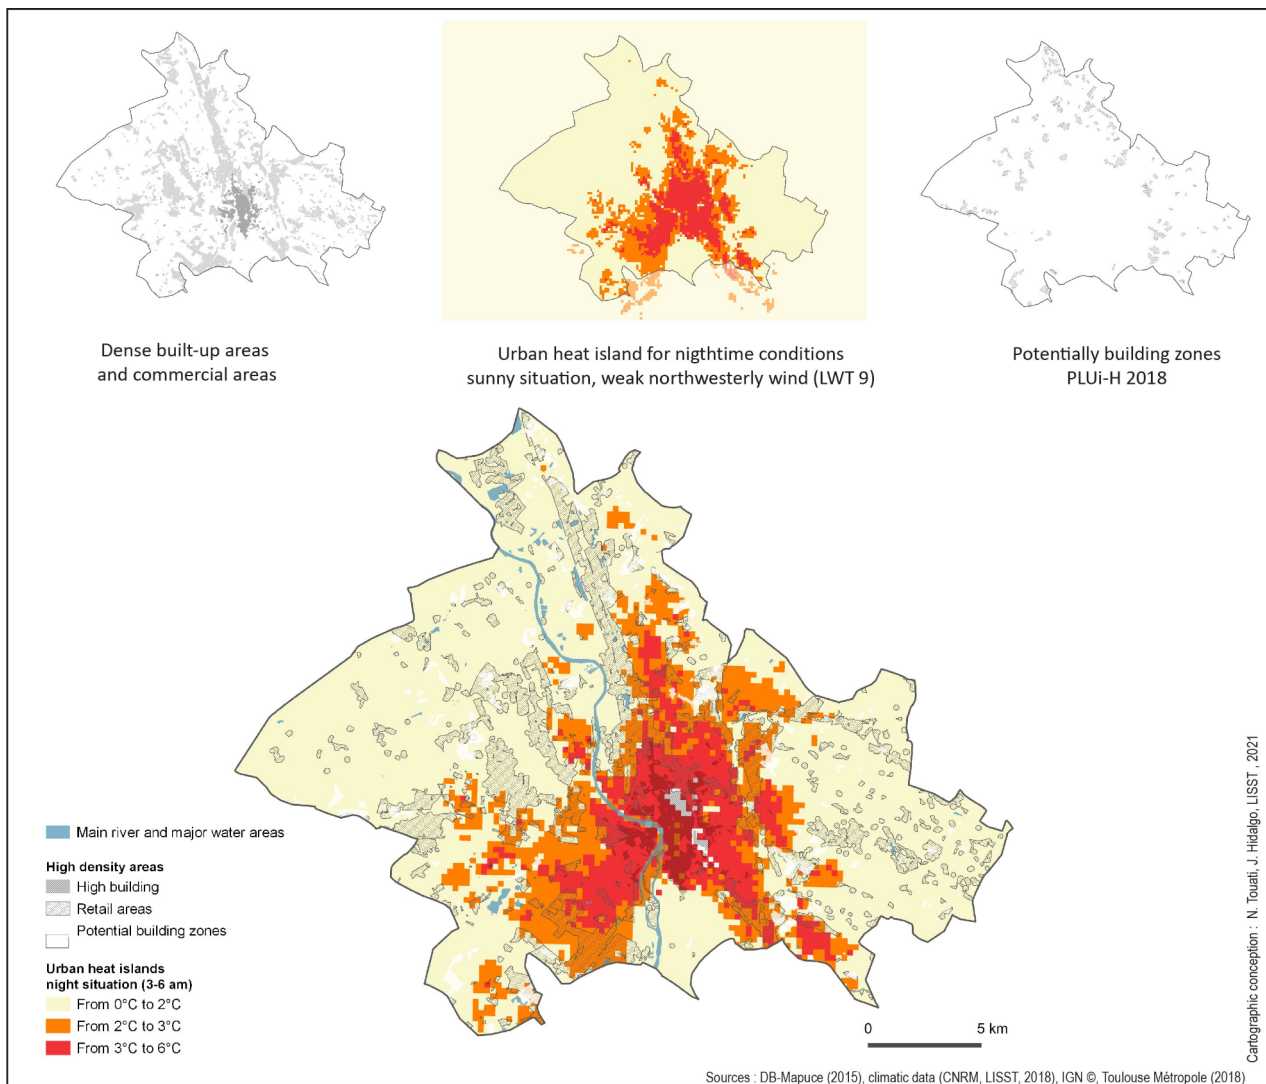 Dense built-up areas
and commercial areas
Urban heat island for nigthtime conditions
sunny situation, weak northwesterly wind (LWT 9)
Potentially building zones
PLUi-H 2018
Main river and major water areas
High density areas
High building
Retail areas
Potential building zones
Urban heat islands
night situation (3-6 am)
From 0°C to 2°C
From 2°C to 3°C
From 3°C to 6°C
0 5 km
Cartographic conception : N. Touati, J. Hidalgo, LISST , 2021
Sources : DB-Mapuce (2015), climatic data (CNRM, LISST, 2018), IGN ©, Toulouse Métropole (2018)